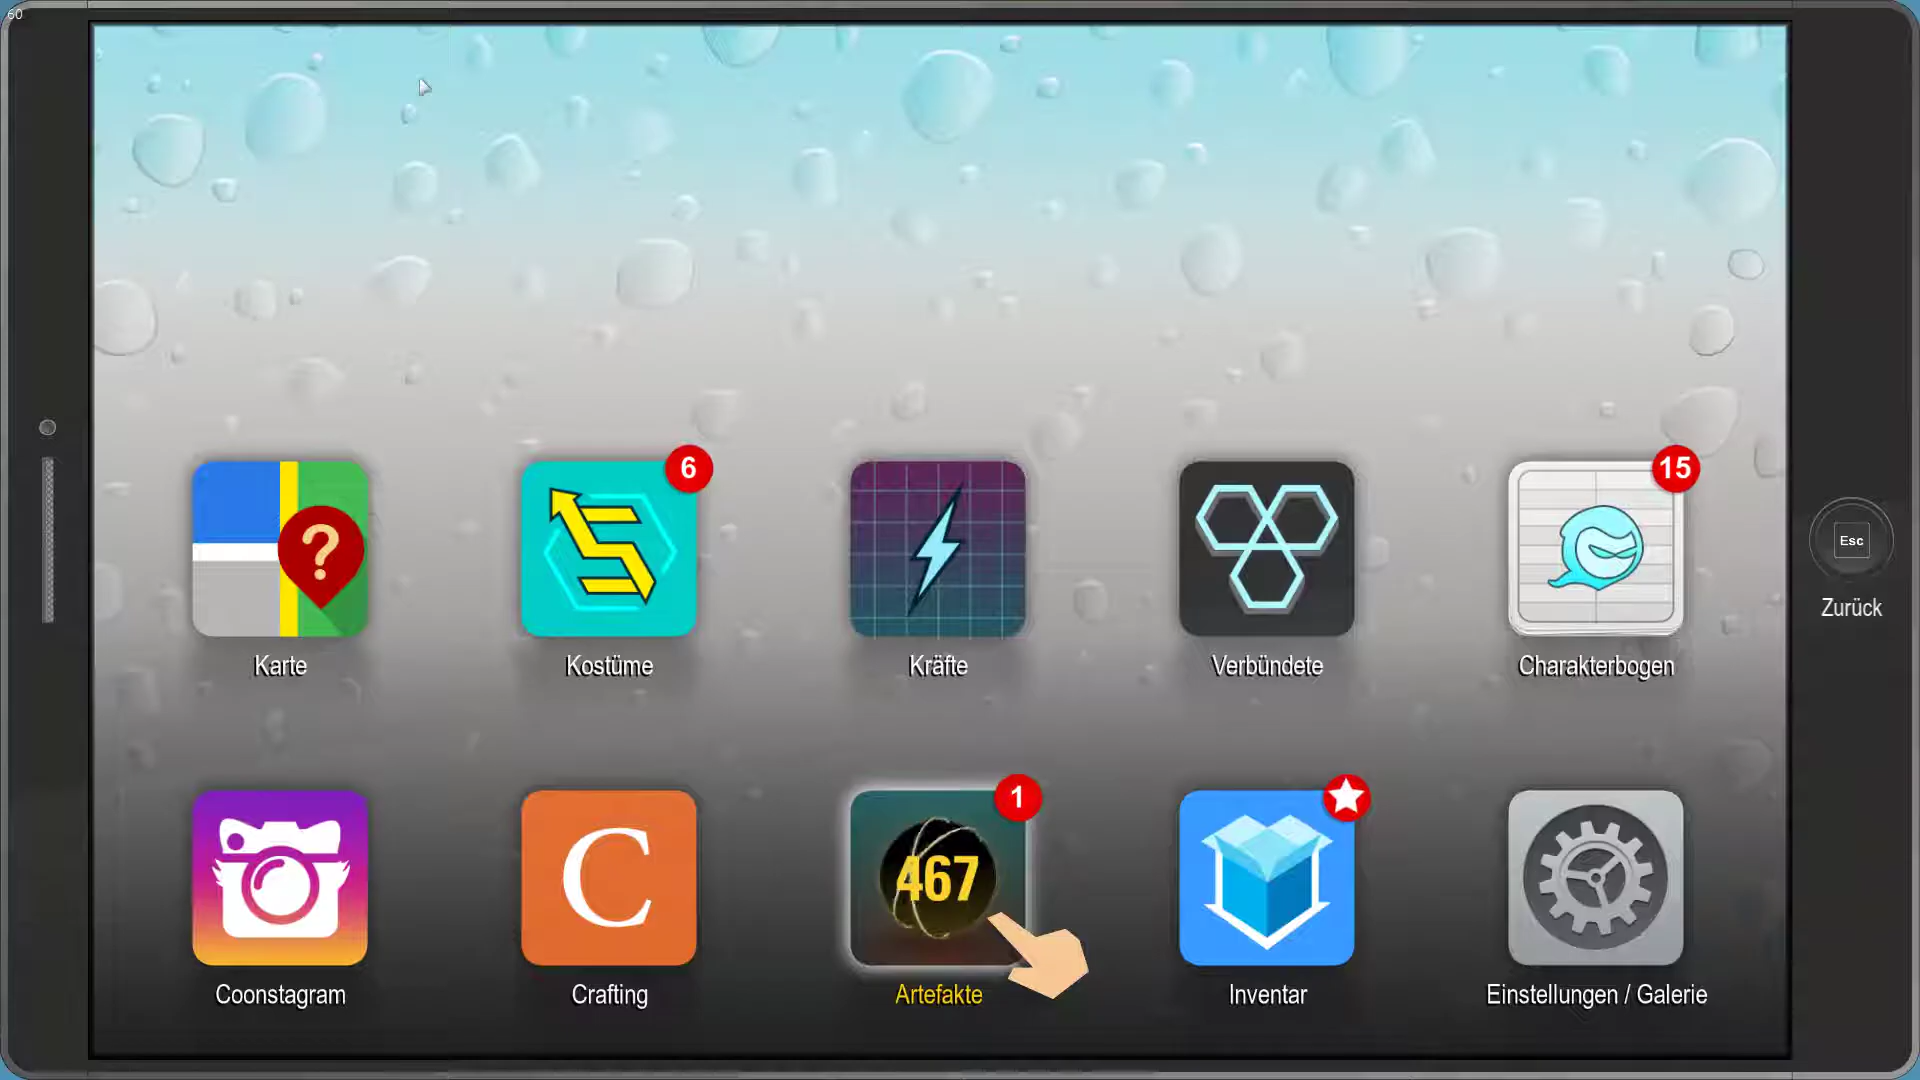 60
6
15
?
Esc
Karte
Kostüme
Kräfte
Verbündete
Charakterbogen
Zurück
1
C
467
Coonstagram
Crafting
Artefakte
Inventar
Einstellungen / Galerie